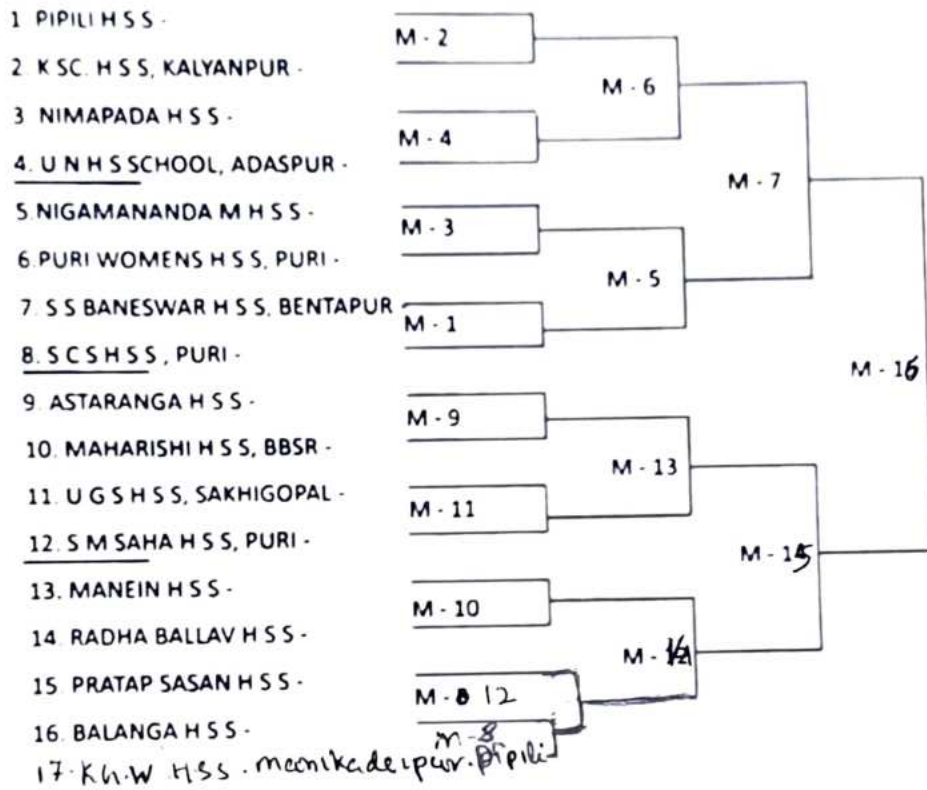 1 PIPILI H S S -
M - 2
2 K SC. H S S, KALYANPUR -
M - 6
3 NIMAPADA H S S -
M - 4
4. U N H S SCHOOL, ADASPUR -
M - 7
5. NIGAMANANDA M H S S -
M - 3
6. PURI WOMENS H S S, PURI -
M - 5
7. S S BANESWAR H S S, BENTAPUR
M - 1
8. S C S H S S, PURI -
M - 16
9. ASTARANGA H S S -
M - 9
10. MAHARISHI H S S, BBSR -
M - 13
11. U G S H S S, SAKHIGOPAL -
M - 11
12. S M SAHA H S S, PURI -
M - 15
13. MANEIN H S S -
M - 10
14. RADHA BALLAV H S S -
M -
15. PRATAP SASAN H S S -
M - 12
16. BALANGA H S S -
M - 8
17. H.S.S. Pipili